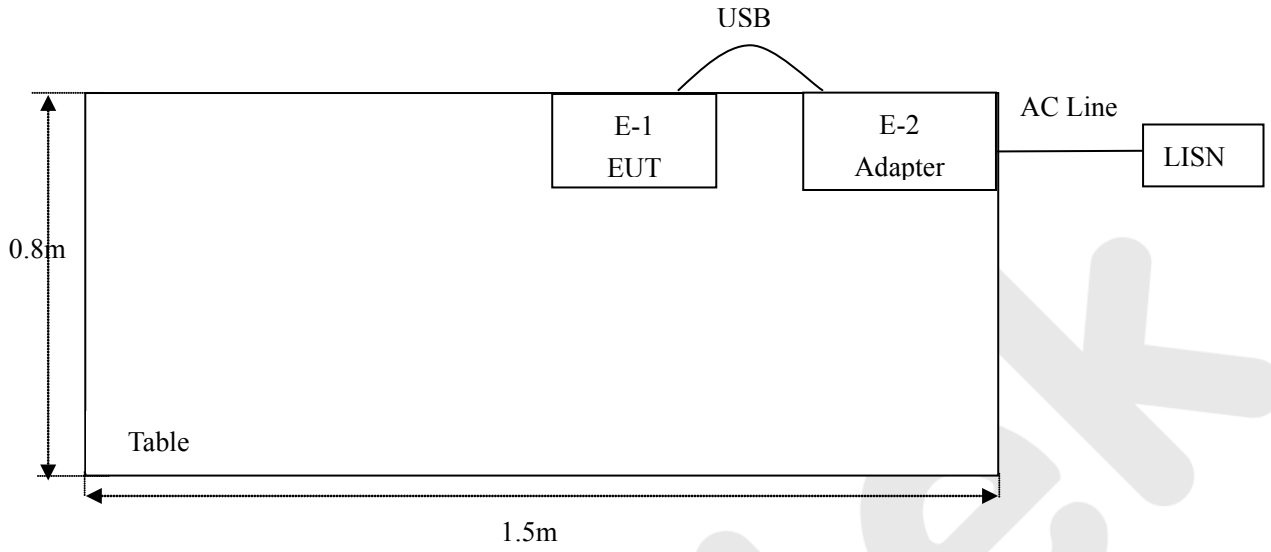 USB
AC Line
E-1
EUT
E-2
Adapter
LISN
0.8m
Table
1.5m